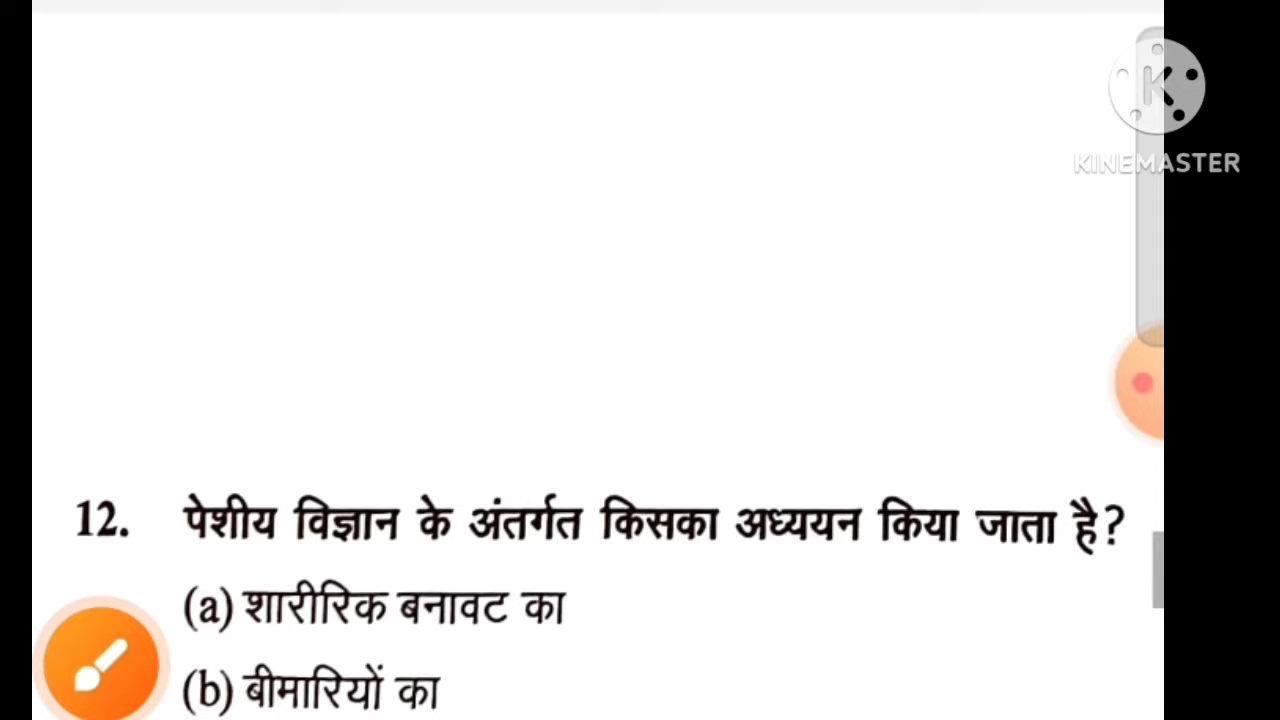 KINEMASTER
12. पेशीय विज्ञान के अंतर्गत किसका अध्ययन किया जाता है?
(a) शारीरिक बनावट का
(b) बीमारियों का